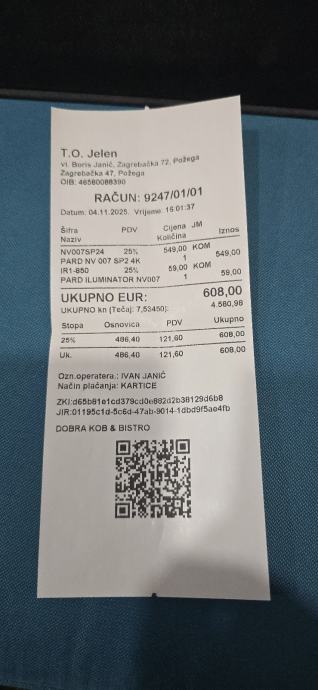 T.O. Jelen
vl. Boris Janić, Zagrebačka 72, Požega
Zagrebačka 47, Požega
OIB: 46580088390
RAČUN: 9247/01/01
Datum: 04.11.2025. Vrijeme: 16:01:37
Šifra PDV Cijena JM Iznos
Naziv Količina
NV007SP24 25% 549,00 KOM 549,00
PARD NV 007 SP2 4K 1
IR1-850 25% 59,00 KOM 59,00
PARD ILUMINATOR NV007 1
UKUPNO EUR: 608,00
UKUPNO kn (Tečaj: 7,53450): 4.580,98
Stopa Osnovica PDV Ukupno
25% 486,40 121,60 608,00
Uk. 486,40 121,60 608,00
Ozn.operatera.: IVAN JANIĆ
Način plaćanja: KARTICE
ZKI:d65b81e1cd379cd0e882d2b38129d6b8
JIR:01195c1d-5c6d-47ab-9014-1dbd9f5ae4fb
DOBRA KOB & BISTRO